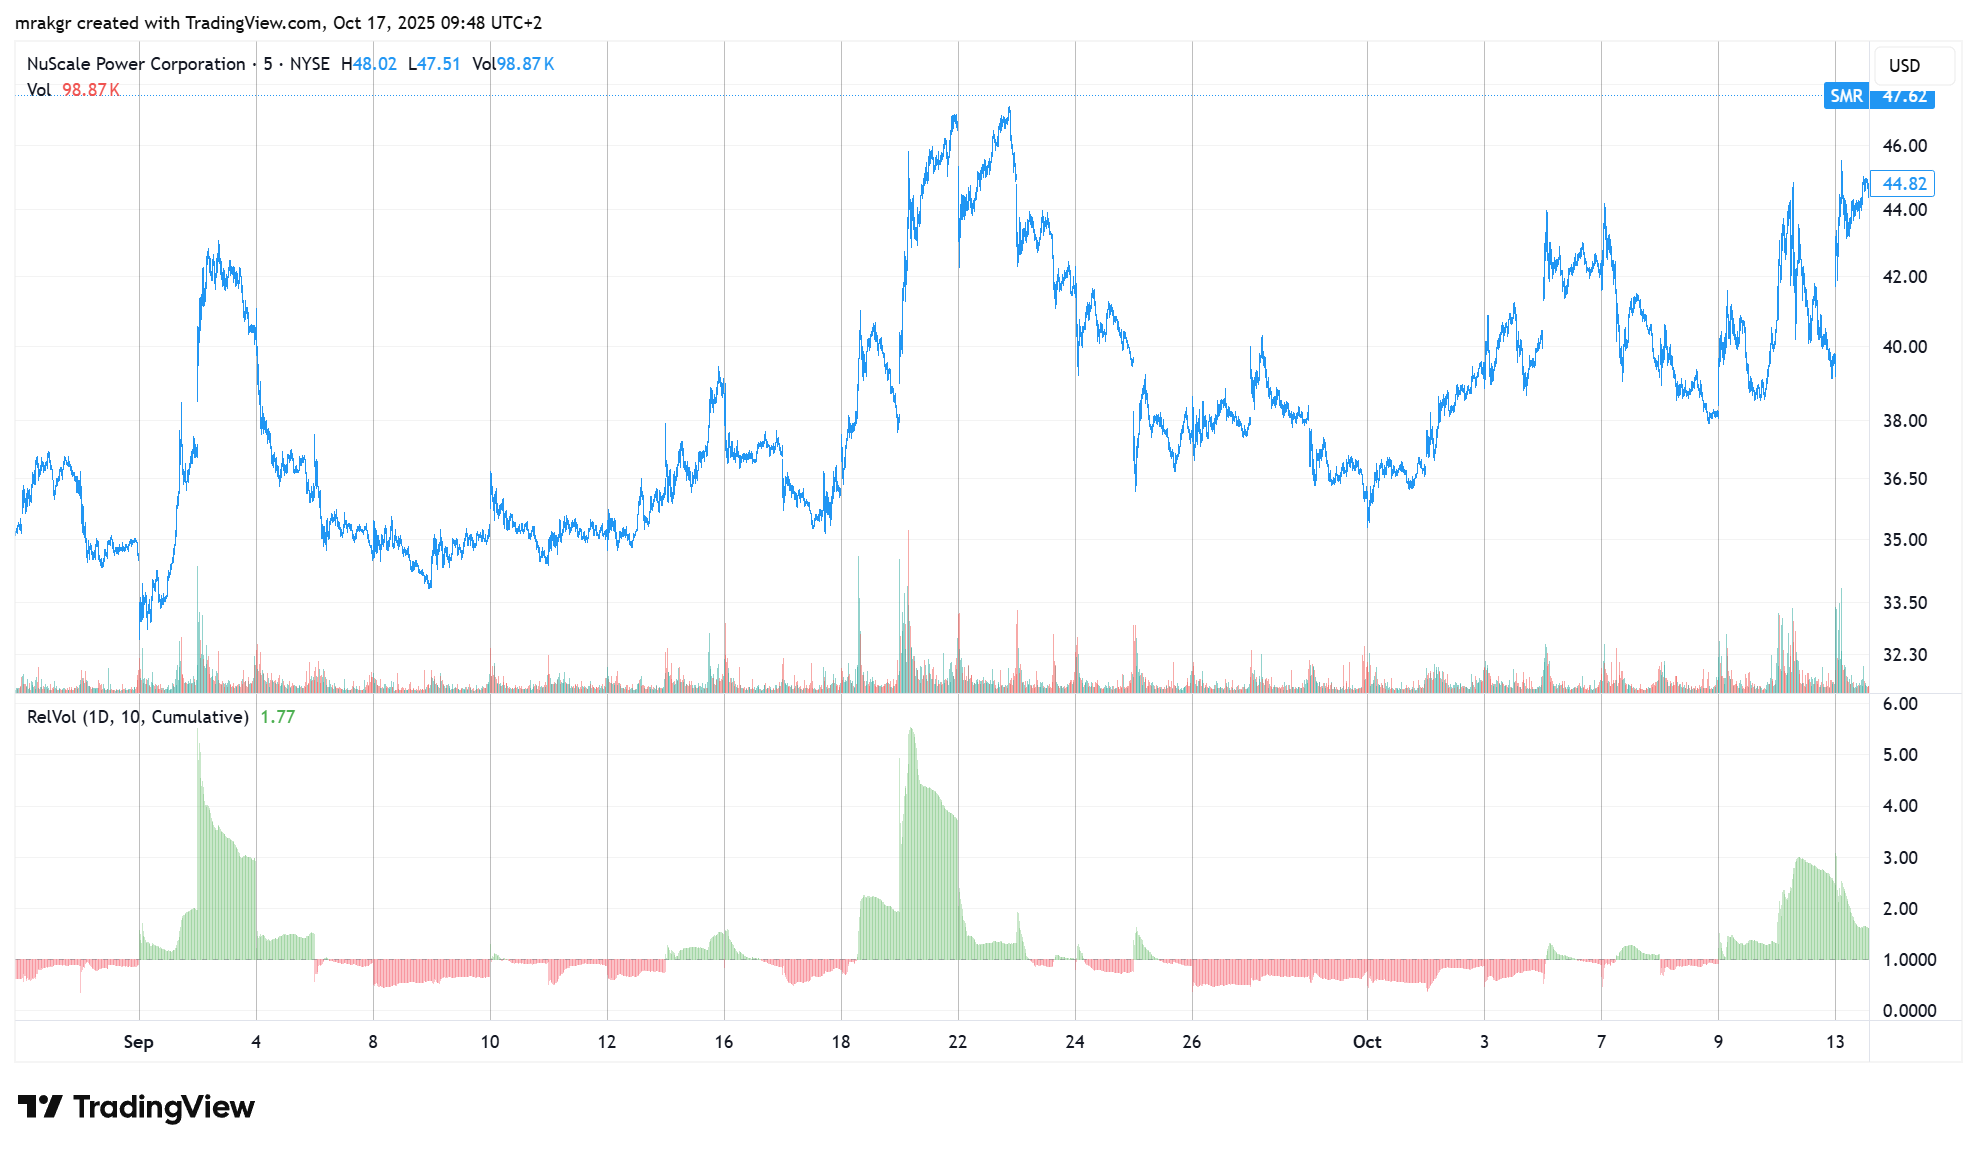 mrakgr created with TradingView.com, Oct 17, 2025 09:48 UTC+2
NuScale Power Corporation · 5 · NYSE H48.02 L47.51 Vol98.87 K
Vol 98.87 K
USD
SMR 47.62
46.00
44.82
44.00
42.00
40.00
38.00
36.50
35.00
33.50
32.30
RelVol (1D, 10, Cumulative) 1.77
6.00
5.00
4.00
3.00
2.00
1.0000
0.0000
Sep 4 8 10 12 16 18 22 24 26 Oct 3 7 9 13
TradingView